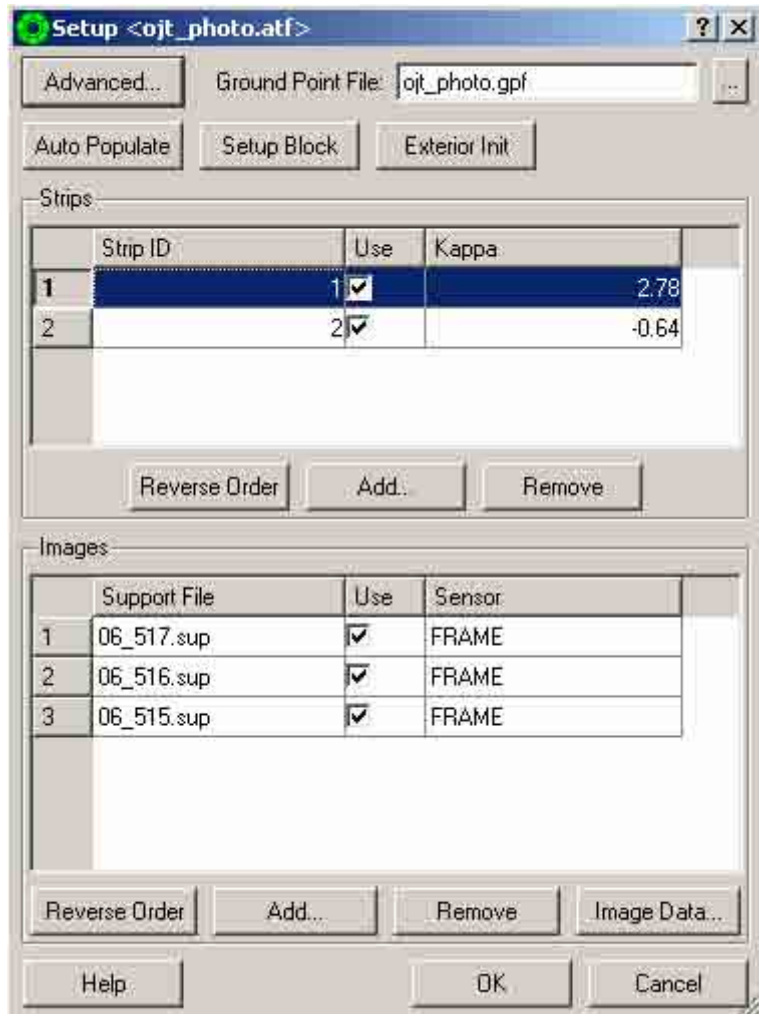 Setup <ojt_photo.atf>
Advanced... Ground Point File: ojt_photo.gpf ...
Auto Populate Setup Block Exterior Init
Strips
Strip ID Use Kappa
1 1 2.78
2 2 -0.64
Reverse Order Add... Remove
Images
Support File Use Sensor
1 06_517.sup FRAME
2 06_516.sup FRAME
3 06_515.sup FRAME
Reverse Order Add... Remove Image Data...
Help OK Cancel